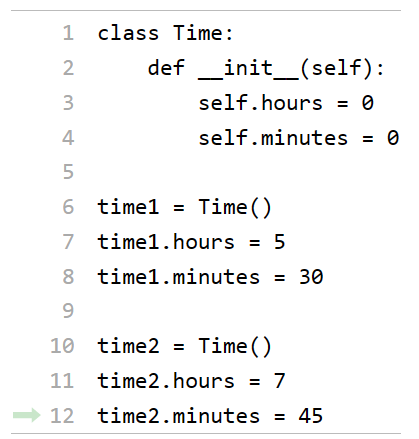 1 class Time:
2     def __init__(self):
3         self.hours = 0
4         self.minutes = 0
5
6 time1 = Time()
7 time1.hours = 5
8 time1.minutes = 30
9
10 time2 = Time()
11 time2.hours = 7
12 time2.minutes = 45